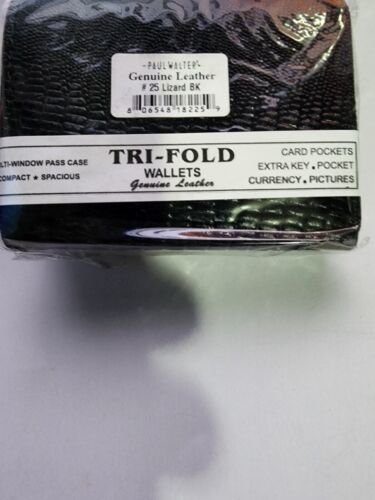 -PAUL WALTER-
Genuine Leather
# 25 Lizard BK
8 06548 18225 9
LTI-WINDOW PASS CASE
OMPACT ★ SPACIOUS
TRI-FOLD
WALLETS
Genuine Leather
CARD POCKETS
EXTRA KEY . POCKET
CURRENCY . PICTURES